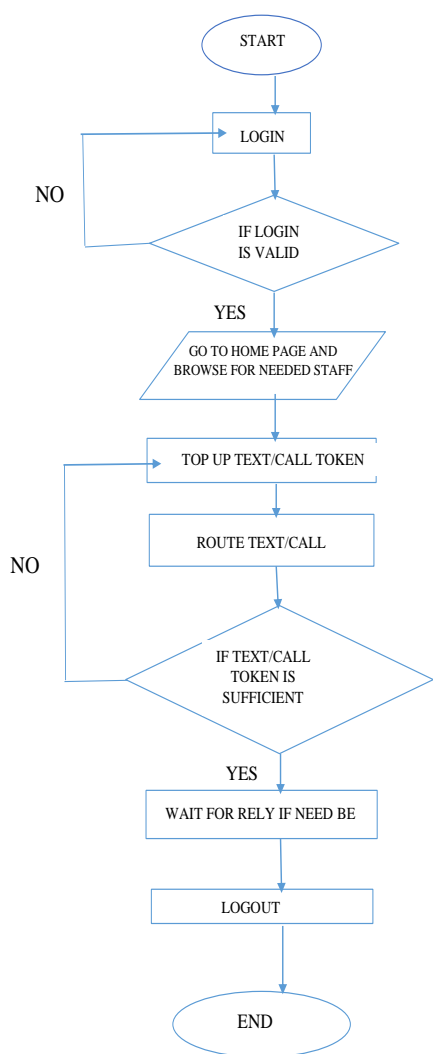 START
LOGIN
NO
IF LOGIN
IS VALID
YES
GO TO HOME PAGE AND
BROWSE FOR NEEDED STAFF
TOP UP TEXT/CALL TOKEN
ROUTE TEXT/CALL
NO
IF TEXT/CALL
TOKEN IS
SUFFICIENT
YES
WAIT FOR RELY IF NEED BE
LOGOUT
END